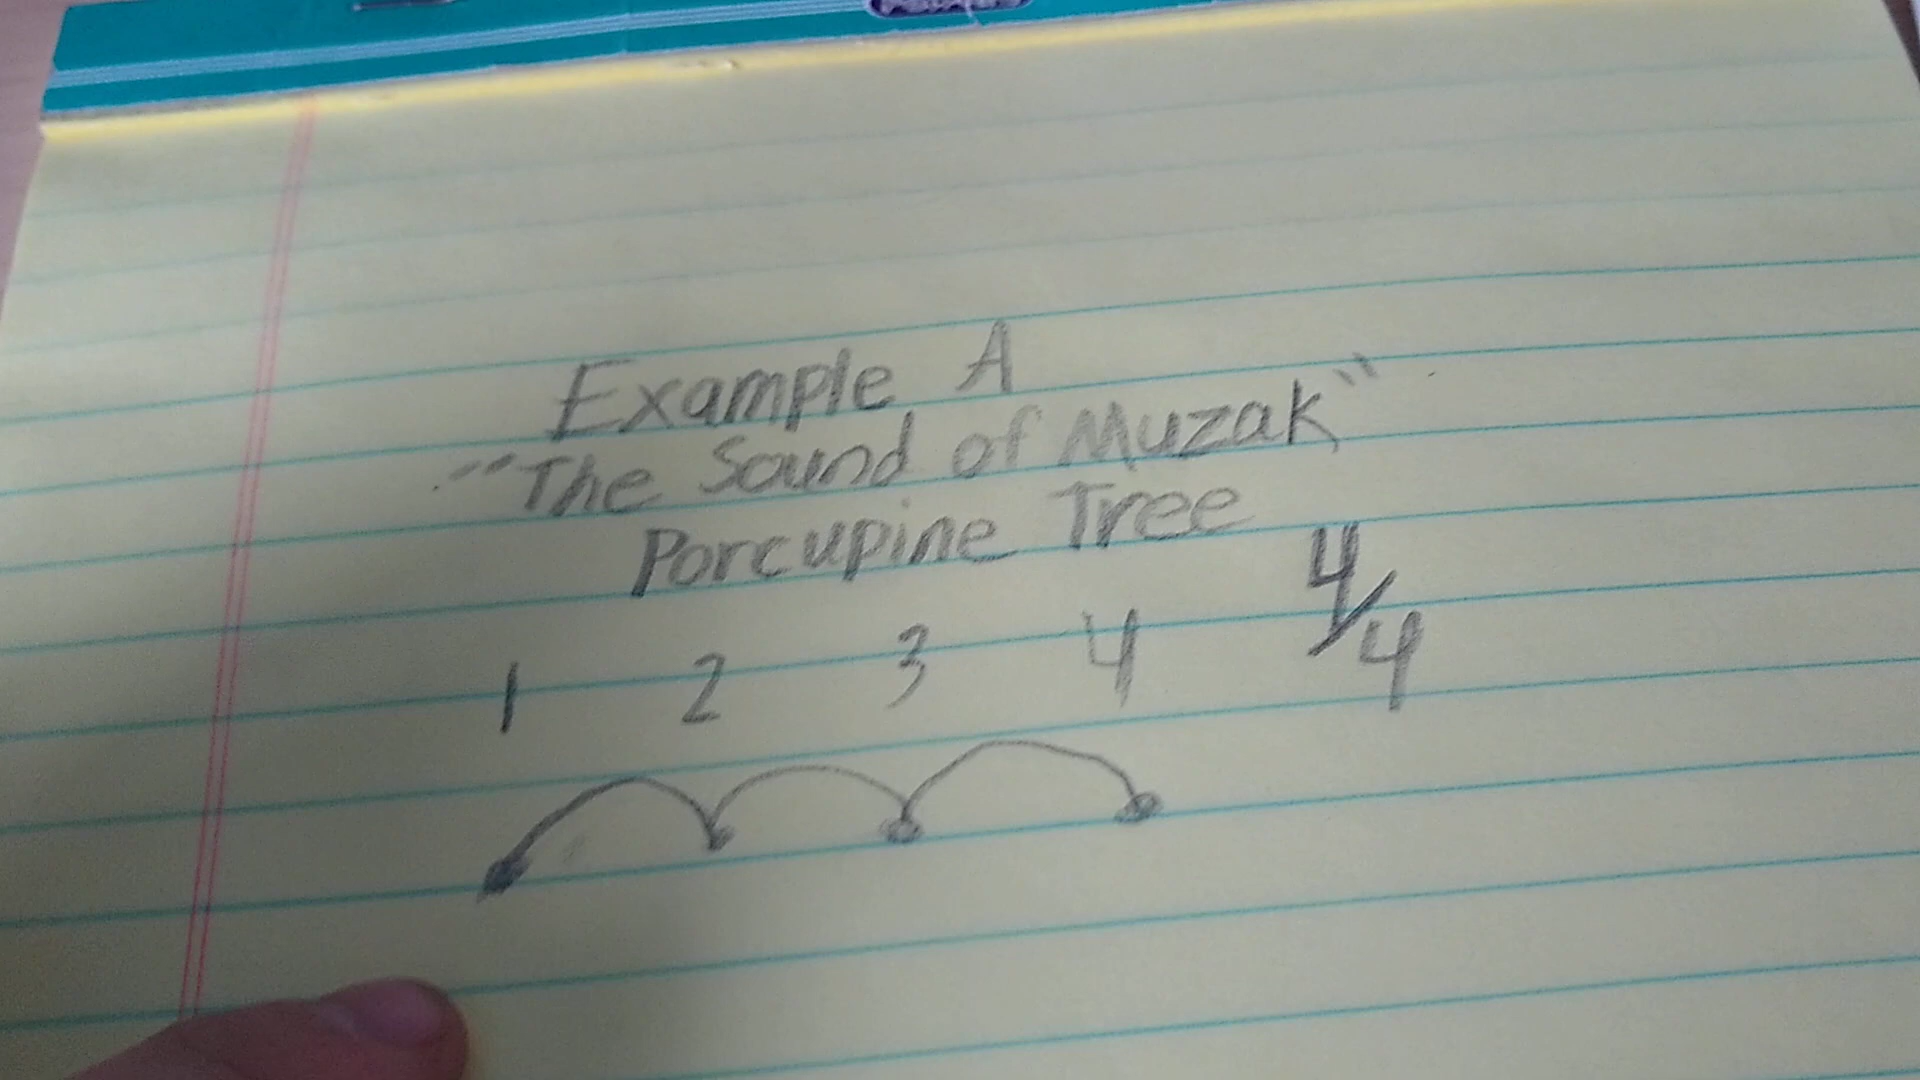 Example A
"The Sound of Muzak"
Porcupine Tree
1 2 3 4 4/4